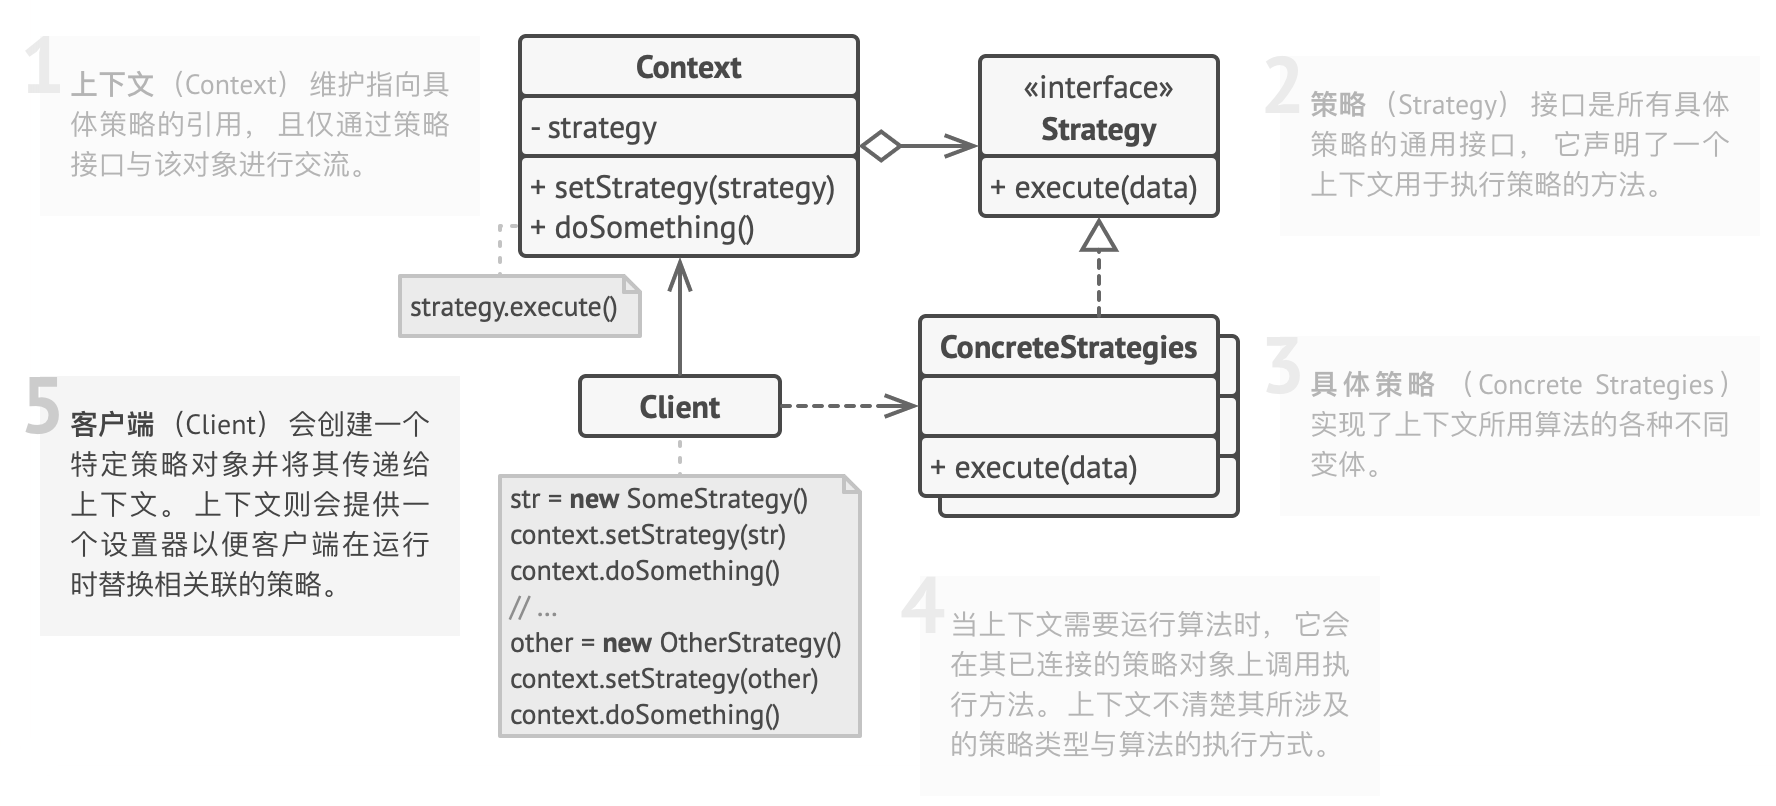 1
上下文（Context）维护指向具
体策略的引用，且仅通过策略
接口与该对象进行交流。
Context
- strategy
+ setStrategy(strategy)
+ doSomething()
strategy.execute()
«interface»
Strategy
+ execute(data)
2
策略（Strategy）接口是所有具体
策略的通用接口，它声明了一个
上下文用于执行策略的方法。
ConcreteStrategies
+ execute(data)
3
具体策略（Concrete Strategies）
实现了上下文所用算法的各种不同
变体。
Client
5
客户端（Client）会创建一个
特定策略对象并将其传递给
上下文。上下文则会提供一
个设置器以便客户端在运行
时替换相关联的策略。
str = new SomeStrategy()
context.setStrategy(str)
context.doSomething()
// ...
other = new OtherStrategy()
context.setStrategy(other)
context.doSomething()
4
当上下文需要运行算法时，它会
在其已连接的策略对象上调用执
行方法。上下文不清楚其所涉及
的策略类型与算法的执行方式。